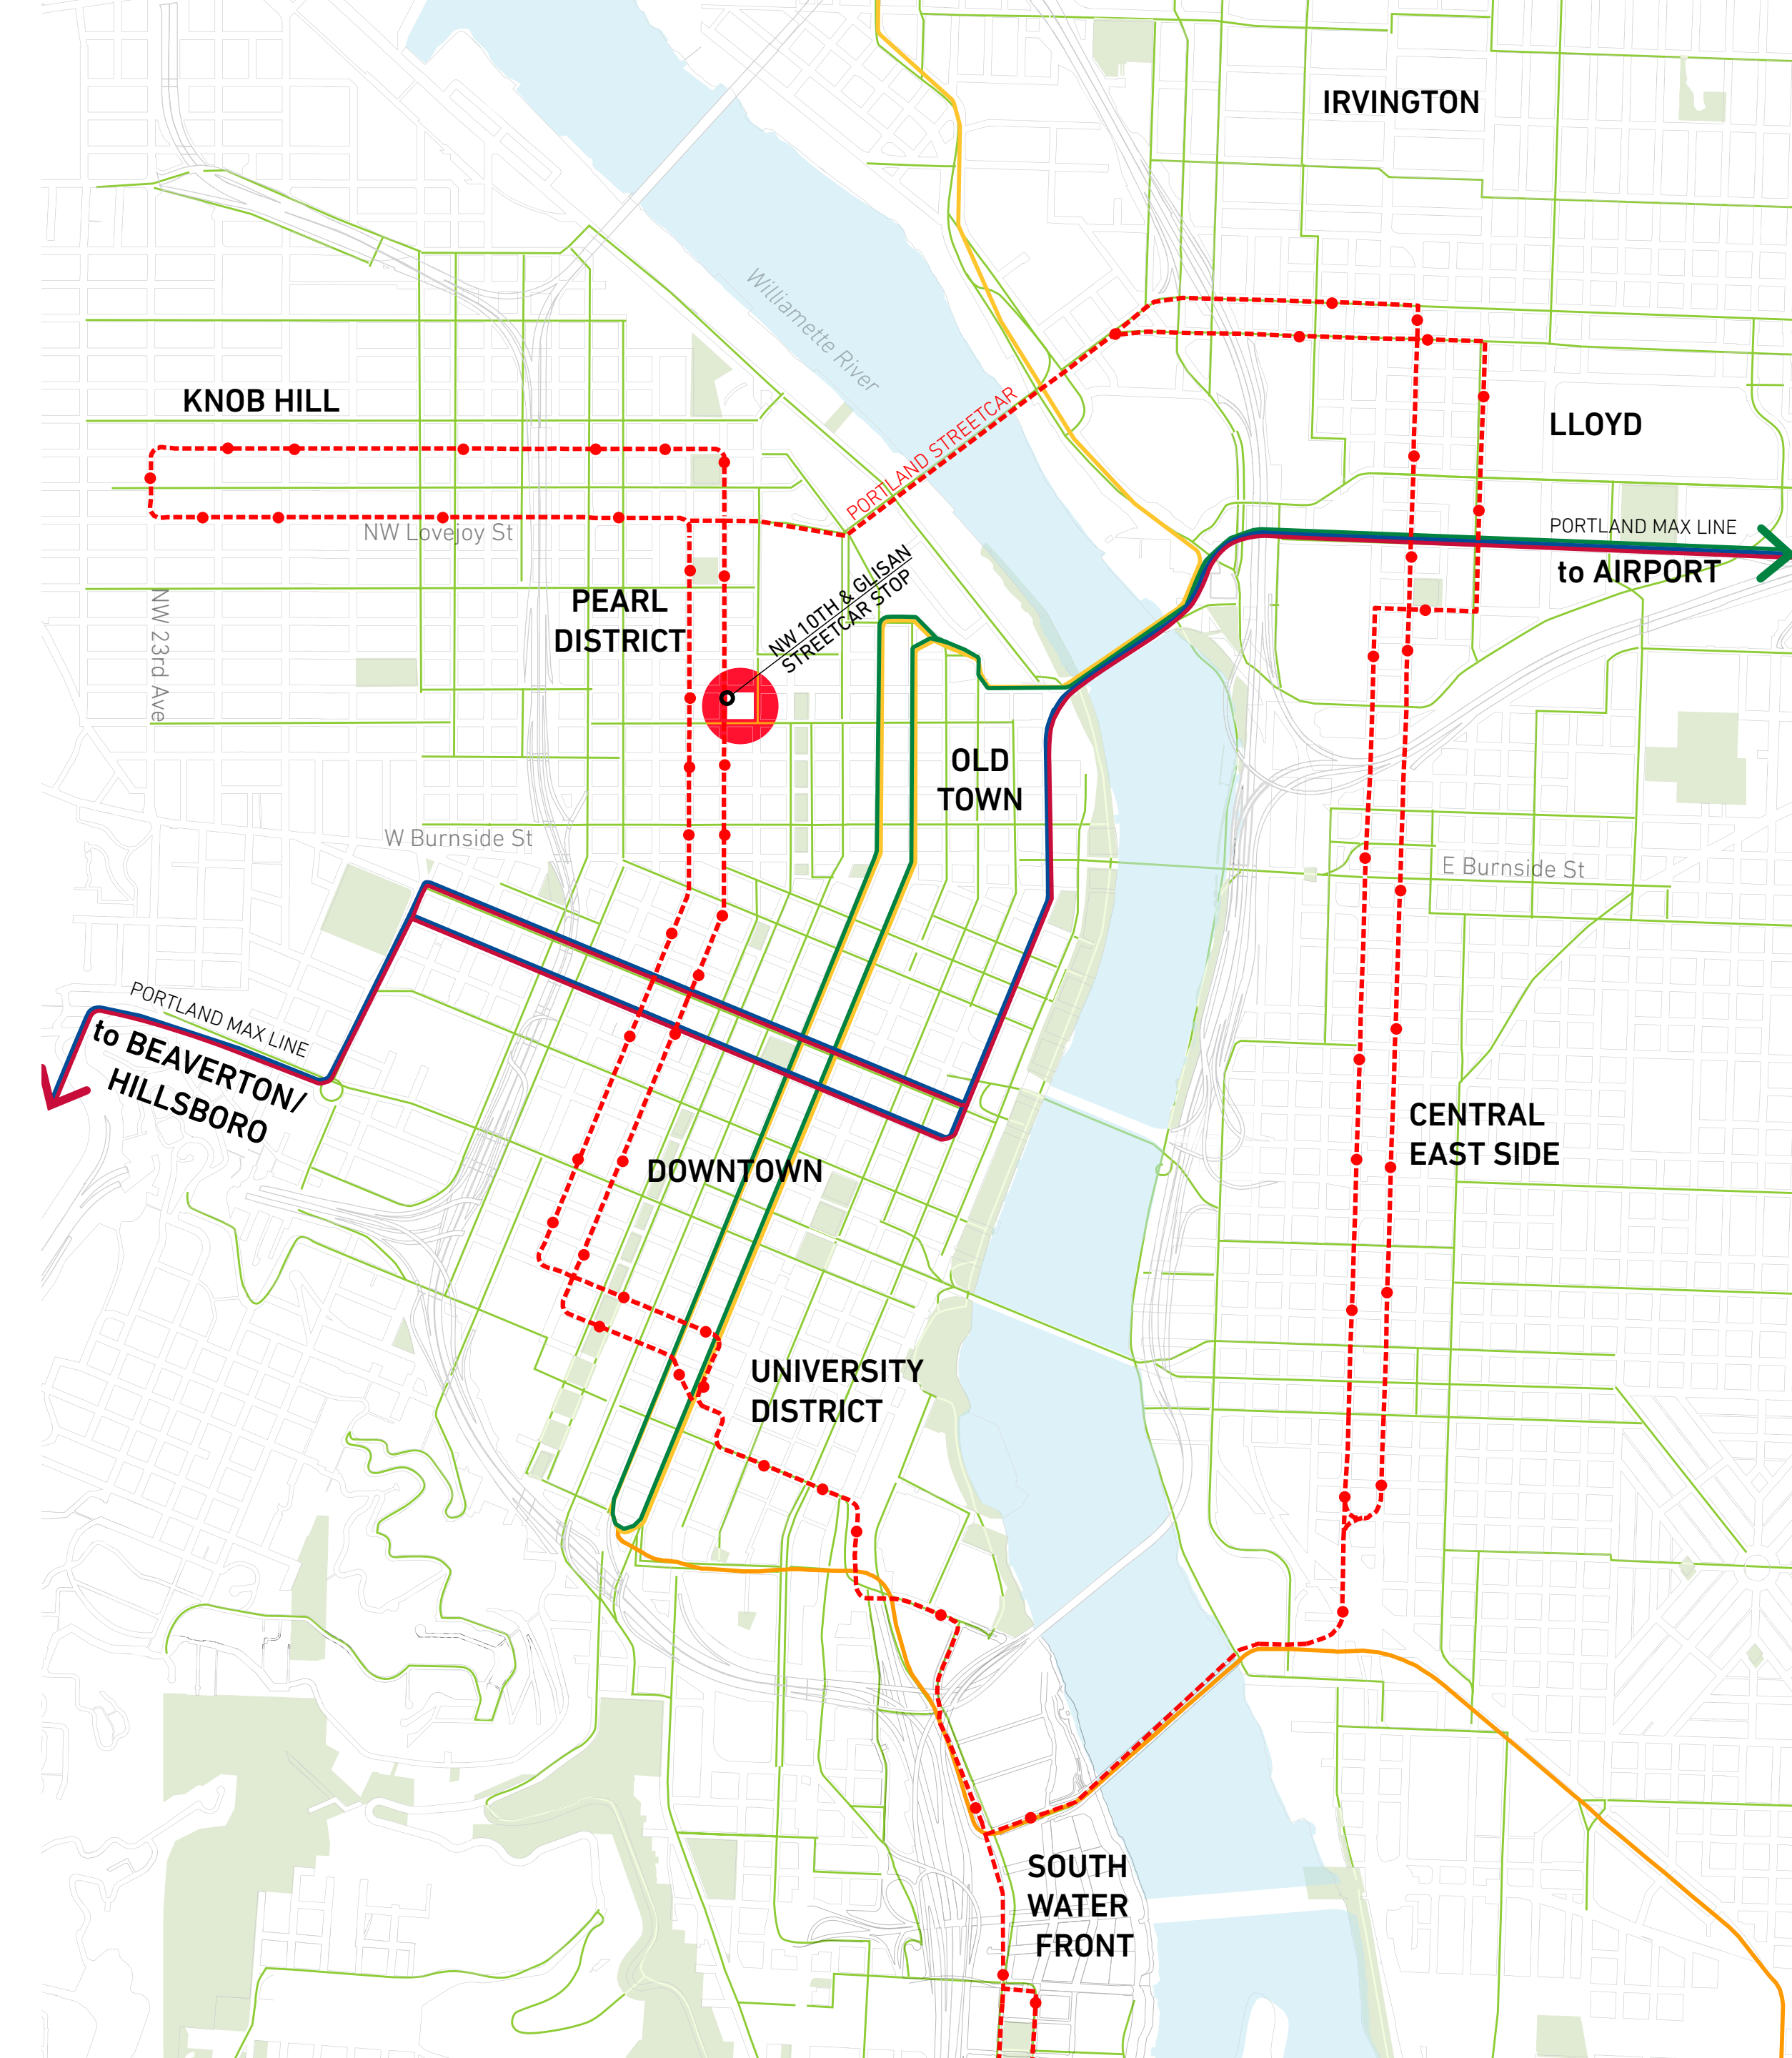 IRVINGTON
Williamette River
KNOB HILL
PORTLAND STREETCAR
LLOYD
NW Lovejoy St
PORTLAND MAX LINE
to AIRPORT
NW 10TH & GLISAN
STREETCAR STOP
PEARL
DISTRICT
NW 23rd Ave
OLD
TOWN
W Burnside St
E Burnside St
PORTLAND MAX LINE
to BEAVERTON/
HILLSBORO
CENTRAL
EAST SIDE
DOWNTOWN
UNIVERSITY
DISTRICT
SOUTH
WATER
FRONT